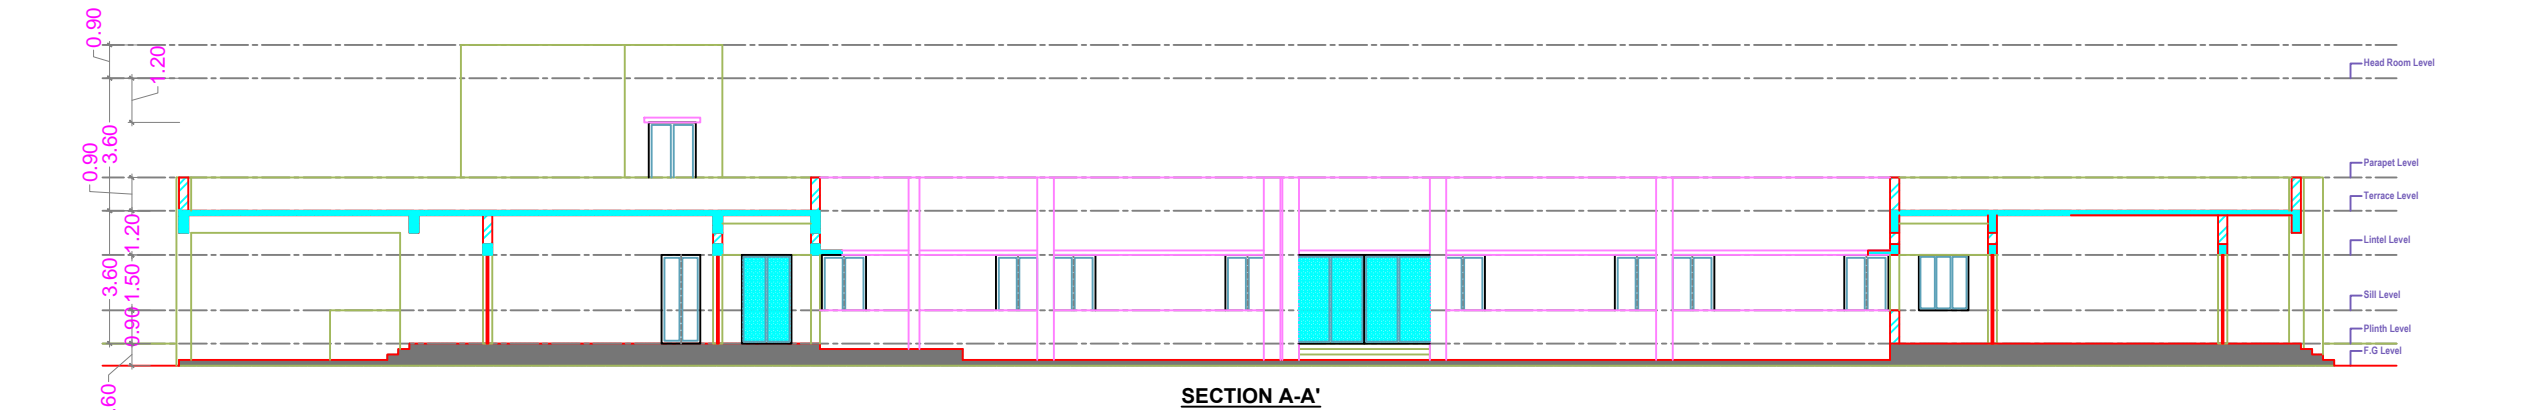 0.90
1.20
Head Room Level
3.60
0.90
Parapet Level
Terrace Level
1.20
Lintel Level
3.60
1.50
Sill Level
0.90
Plinth Level
F.G Level
.60
SECTION A-A'